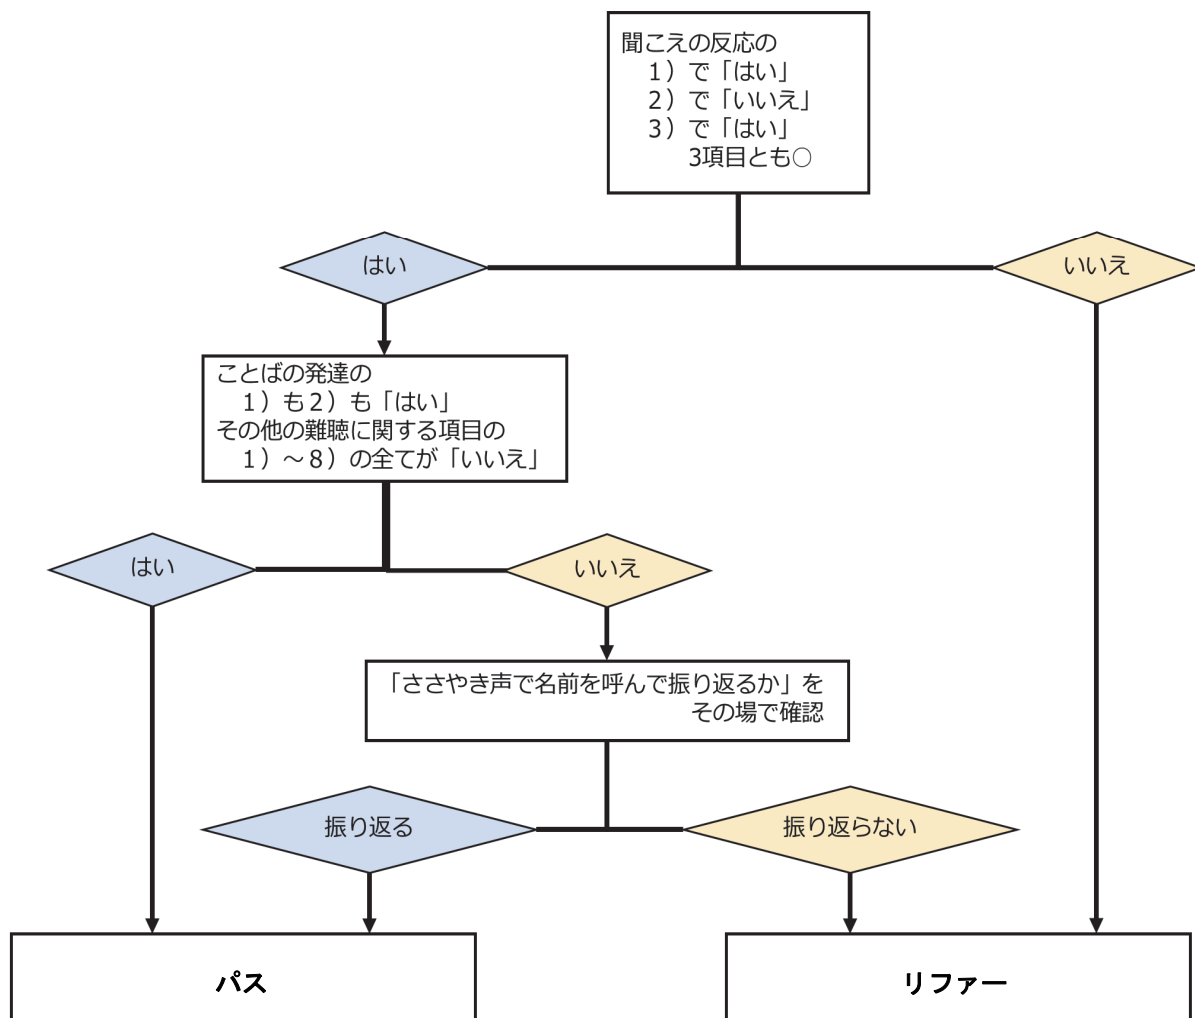 聞こえの反応の
1）で「はい」
2）で「いいえ」
3）で「はい」
3項目とも○
はい
いいえ
ことばの発達の
1）も2）も「はい」
その他の難聴に関する項目の
1）～8）の全てが「いいえ」
はい
いいえ
「ささやき声で名前を呼んで振り返るか」を
その場で確認
振り返る
振り返らない
パス
リファー